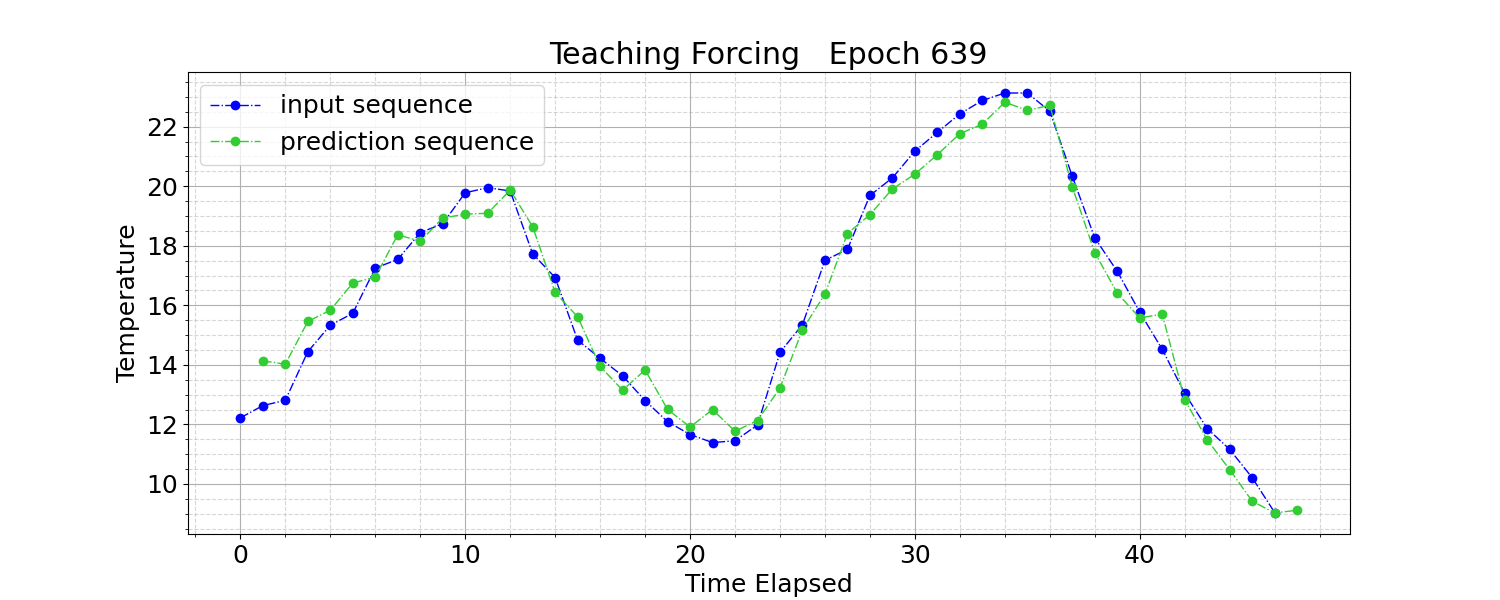 Teaching Forcing   Epoch 639
input sequence
prediction sequence
Temperature
22
20
18
16
14
12
10
0 10 20 30 40
Time Elapsed